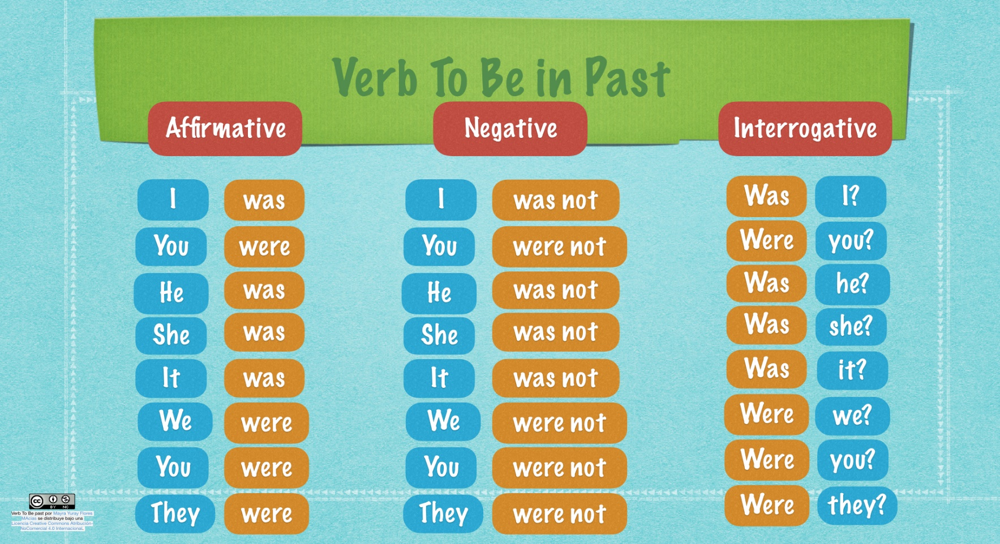 Verb To Be in Past
Affirmative Negative Interrogative
I was I was not Was I?
You were You were not Were you?
He was He was not Was he?
She was She was not Was she?
It was It was not Was it?
We were We were not Were we?
You were You were not Were you?
They were They were not Were they?
cc BY NC
Verb To Be past por Mayra Yuray Flores
MAcias se distribuye bajo una
Licencia Creative Commons Atribución-
NoComercial 4.0 Internacional.